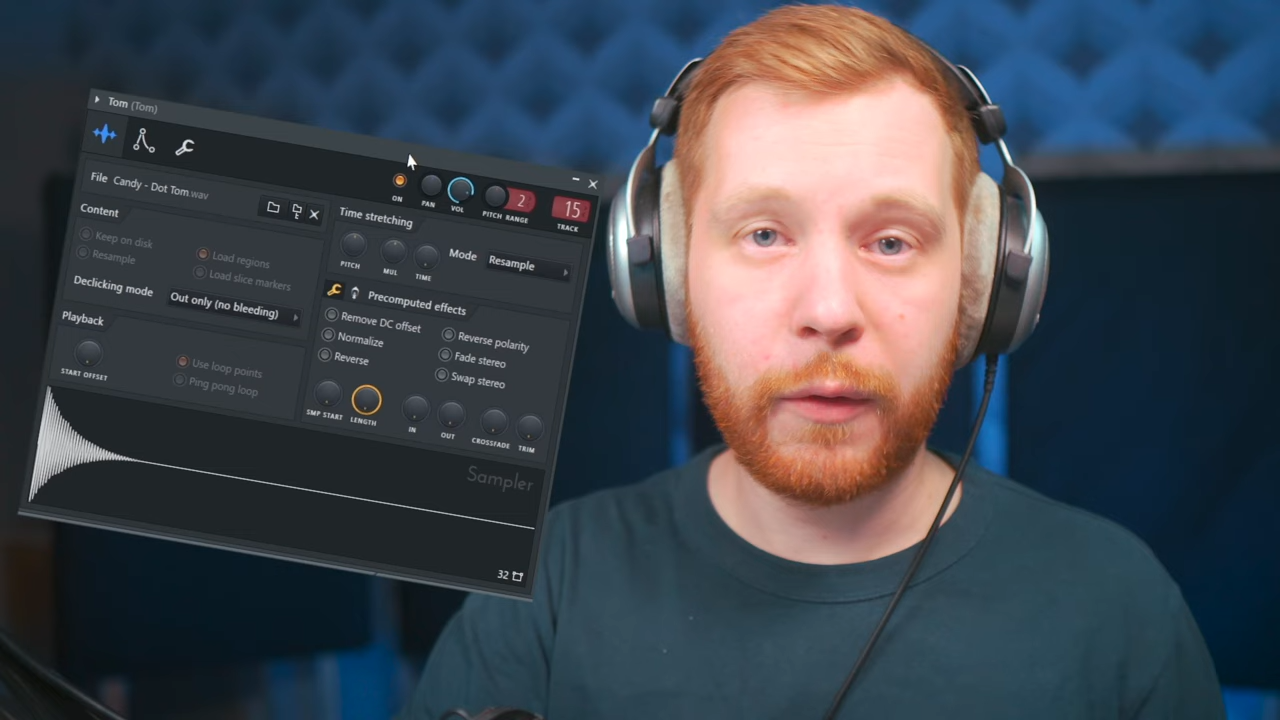 Tom (Tom)
ON PAN VOL PITCH RANGE 2 15 TRACK
File Candy - Dot Tom.wav
Content
Keep on disk
Resample
Load regions
Load slice markers
Declicking mode Out only (no bleeding)
Playback
START OFFSET
Use loop points
Ping pong loop
Time stretching
PITCH MUL TIME
Mode Resample
Precomputed effects
Remove DC offset
Normalize
Reverse
Reverse polarity
Fade stereo
Swap stereo
SMP START LENGTH IN OUT CROSSFADE TRIM
Sampler
32